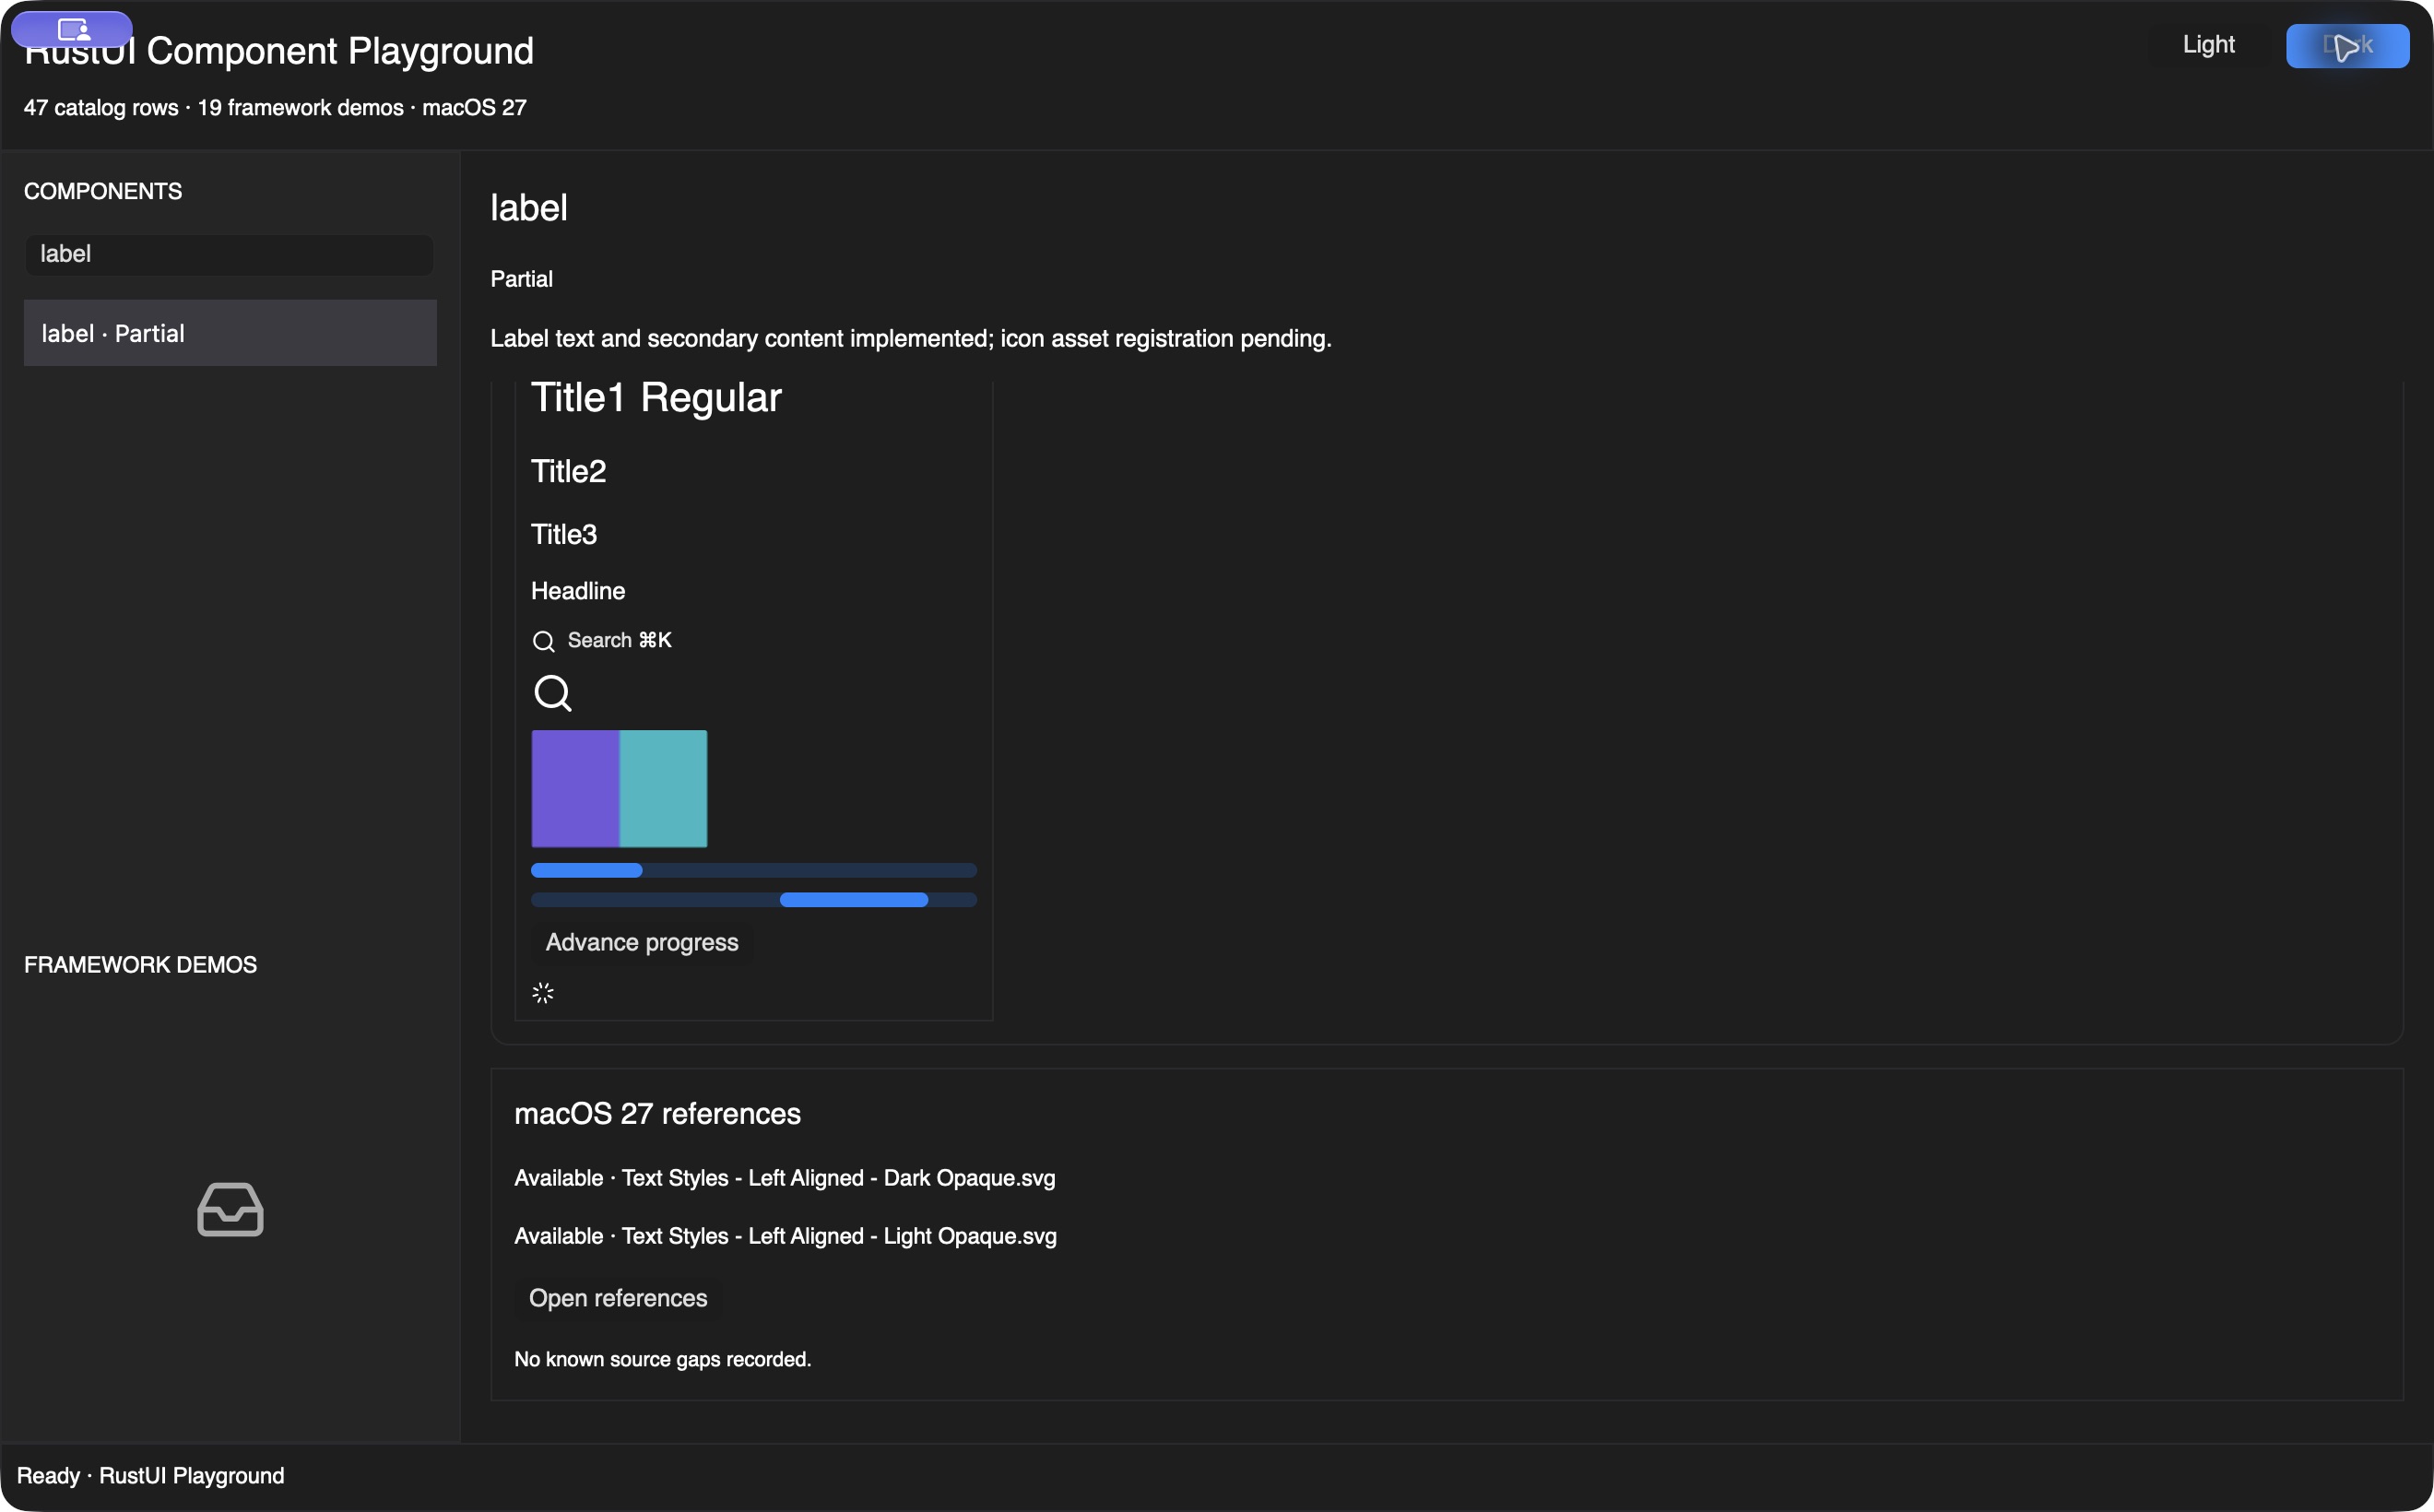 RustUI Component Playground
Light
Dark
47 catalog rows · 19 framework demos · macOS 27
COMPONENTS
label
label · Partial
FRAMEWORK DEMOS
label
Partial
Label text and secondary content implemented; icon asset registration pending.
Title1 Regular
Title2
Title3
Headline
Search ⌘K
Advance progress
macOS 27 references
Available · Text Styles - Left Aligned - Dark Opaque.svg
Available · Text Styles - Left Aligned - Light Opaque.svg
Open references
No known source gaps recorded.
Ready · RustUI Playground